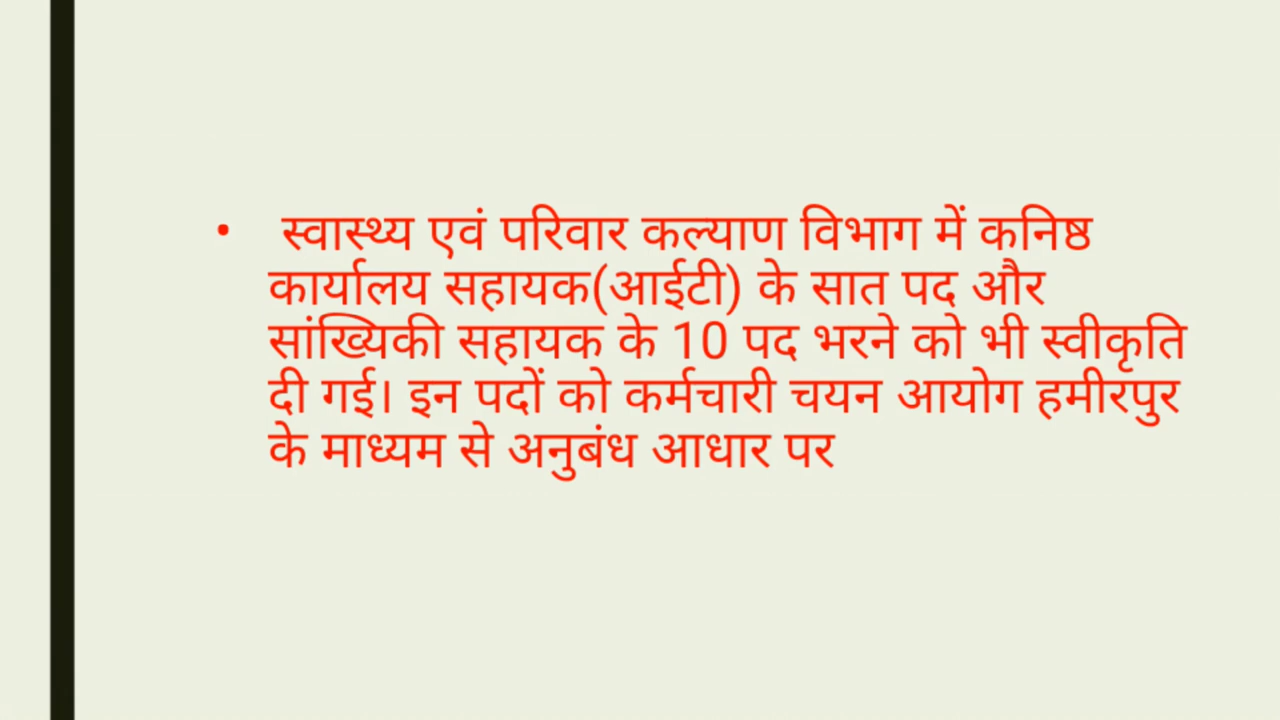 • स्वास्थ्य एवं परिवार कल्याण विभाग में कनिष्ठ
कार्यालय सहायक(आईटी) के सात पद और
सांख्यिकी सहायक के 10 पद भरने को भी स्वीकृति
दी गई। इन पदों को कर्मचारी चयन आयोग हमीरपुर
के माध्यम से अनुबंध आधार पर